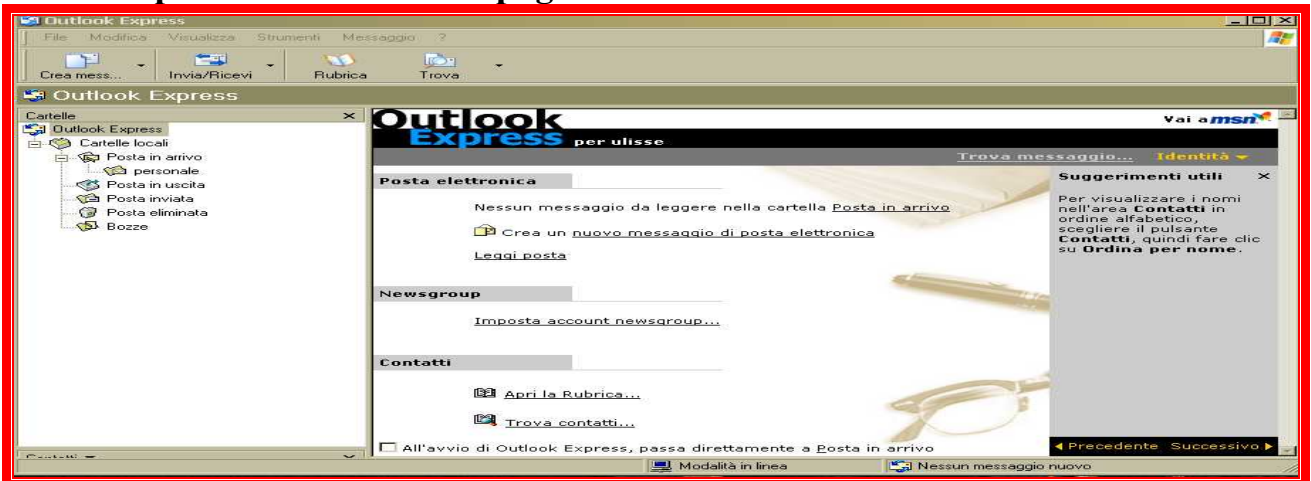 Outlook Express
File Modifica Visualizza Strumenti Messaggio ?
Crea mess... Invia/Ricevi Rubrica Trova
Outlook Express
Cartelle
Outlook Express
Cartelle locali
Posta in arrivo
personale
Posta in uscita
Posta inviata
Posta eliminata
Bozze
Contatti
Outlook
Express per ulisse
Vai a msn
Trova messaggio... Identità
Posta elettronica
Nessun messaggio da leggere nella cartella Posta in arrivo
Crea un nuovo messaggio di posta elettronica
Leggi posta
Newsgroup
Imposta account newsgroup...
Contatti
Apri la Rubrica...
Trova contatti...
All'avvio di Outlook Express, passa direttamente a Posta in arrivo
Suggerimenti utili
Per visualizzare i nomi
nell'area Contatti in
ordine alfabetico,
scegliere il pulsante
Contatti, quindi fare clic
su Ordina per nome.
Precedente Successivo
Modalità in linea
Nessun messaggio nuovo